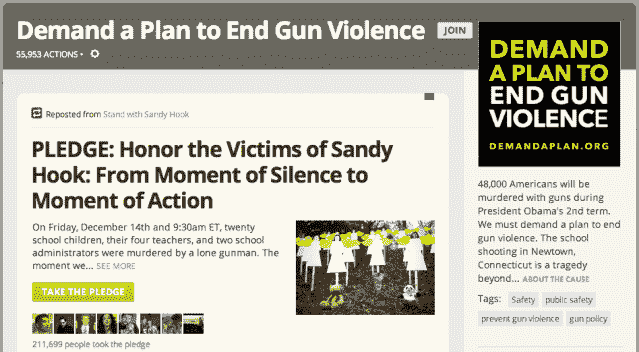 Demand a Plan to End Gun Violence
JOIN
55,953 ACTIONS •
Reposted from Stand with Sandy Hook
PLEDGE: Honor the Victims of Sandy
Hook: From Moment of Silence to
Moment of Action
On Friday, December 14th and 9:30am ET, twenty
school children, their four teachers, and two school
administrators were murdered by a lone gunman. The
moment we... SEE MORE
TAKE THE PLEDGE
211,699 people took the pledge
DEMAND
A PLAN TO
END GUN
VIOLENCE
DEMANDAPLAN.ORG
48,000 Americans will be
murdered with guns during
President Obama's 2nd term.
We must demand a plan to end
gun violence. The school
shooting in Newtown,
Connecticut is a tragedy
beyond... ABOUT THE CAUSE
Tags: Safety public safety
prevent gun violence gun policy